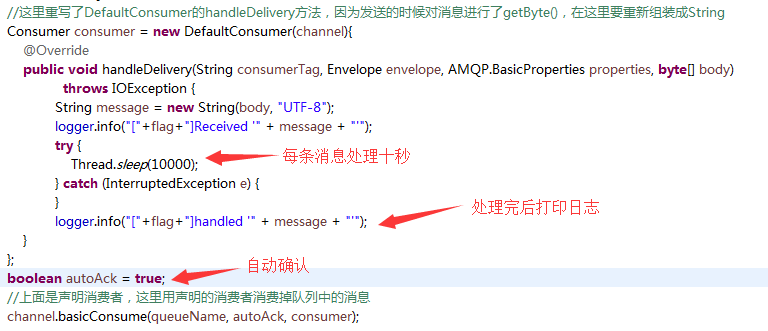 //这里重写了DefaultConsumer的handleDelivery方法，因为发送的时候对消息进行了getByte()，在这里要重新组装成String
Consumer consumer = new DefaultConsumer(channel){
@Override
public void handleDelivery(String consumerTag, Envelope envelope, AMQP.BasicProperties properties, byte[] body)
throws IOException {
String message = new String(body, "UTF-8");
logger.info("["+flag+"]Received '" + message + "'");
try {
Thread.sleep(10000); 每条消息处理十秒
} catch (InterruptedException e) {
}
logger.info("["+flag+"]handled '" + message + "'"); 处理完后打印日志
}
};
boolean autoAck = true; 自动确认
//上面是声明消费者，这里用声明的消费者消费掉队列中的消息
channel.basicConsume(queueName, autoAck, consumer);